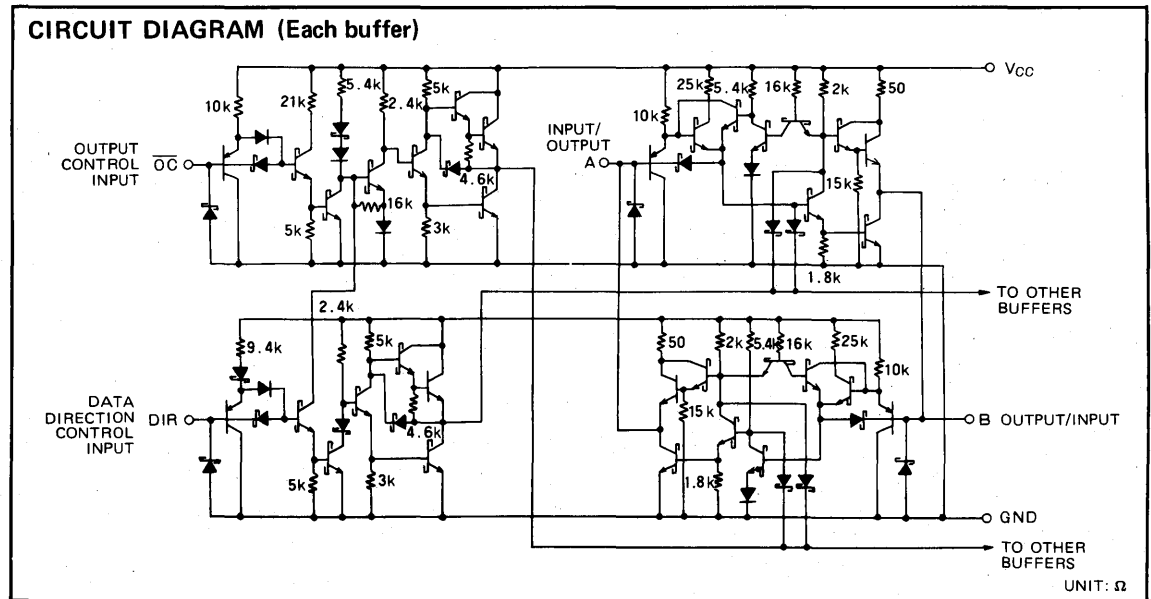 CIRCUIT DIAGRAM (Each buffer)
VCC
10k
21k
5.4k
2.4k
5k
4.6k
16k
5k
3k
OUTPUT
CONTROL
INPUT
OC
INPUT/
OUTPUT
A
10k
25k
5.4k
16k
2k
50
15k
1.8k
TO OTHER
BUFFERS
2.4k
9.4k
5k
4.6k
5k
3k
DATA
DIRECTION
CONTROL
INPUT
DIR
50
2k
5.4k
16k
25k
10k
15k
1.8k
B OUTPUT/INPUT
GND
TO OTHER
BUFFERS
UNIT: Ω